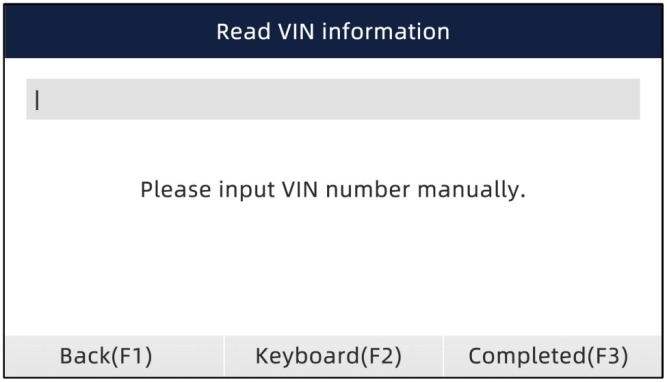 Read VIN information
Please input VIN number manually.
Back(F1) Keyboard(F2) Completed(F3)